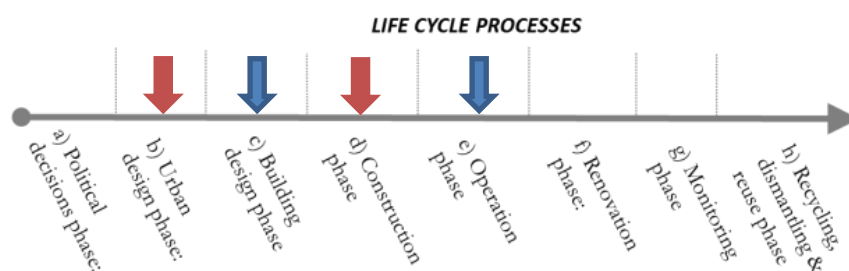 LIFE CYCLE PROCESSES
a) Political
decisions phase:
b) Urban
design phase:
c) Building
design phase
d) Construction
phase
e) Operation
phase
f) Renovation
phase:
g) Monitoring
phase
h) Recycling,
dismantling &
reuse phase